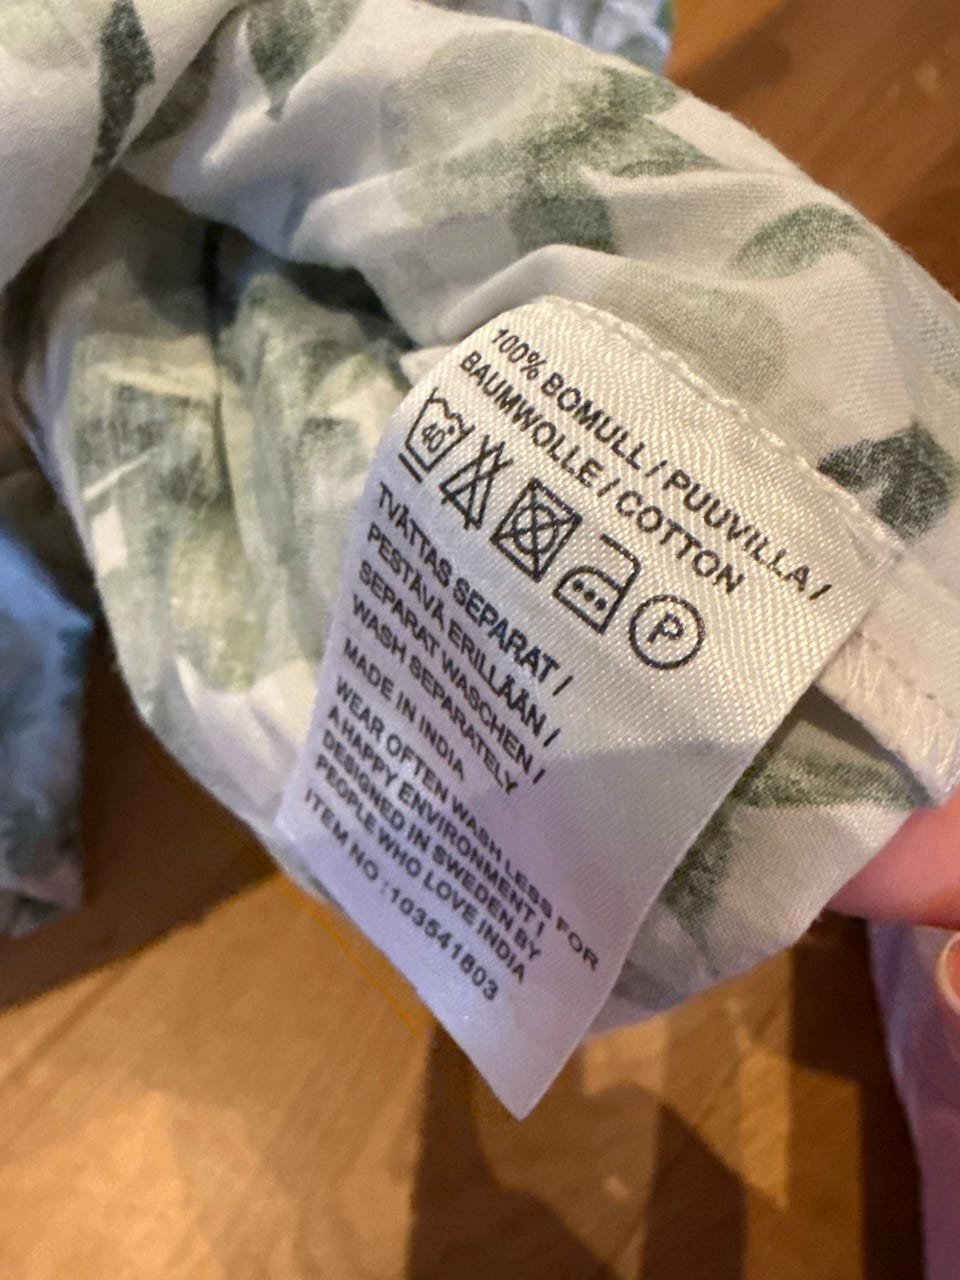 100% BOMULL / PUUVILLA /
BAUMWOLLE / COTTON
40°
P
TVÄTTAS SEPARAT /
PESTÄVÄ ERILLÄÄN /
SEPARAT WASCHEN /
WASH SEPARATELY
MADE IN INDIA
WEAR OFTEN WASH LESS FOR
A HAPPY ENVIRONMENT !
DESIGNED IN SWEDEN BY
PEOPLE WHO LOVE INDIA
ITEM NO :103541803